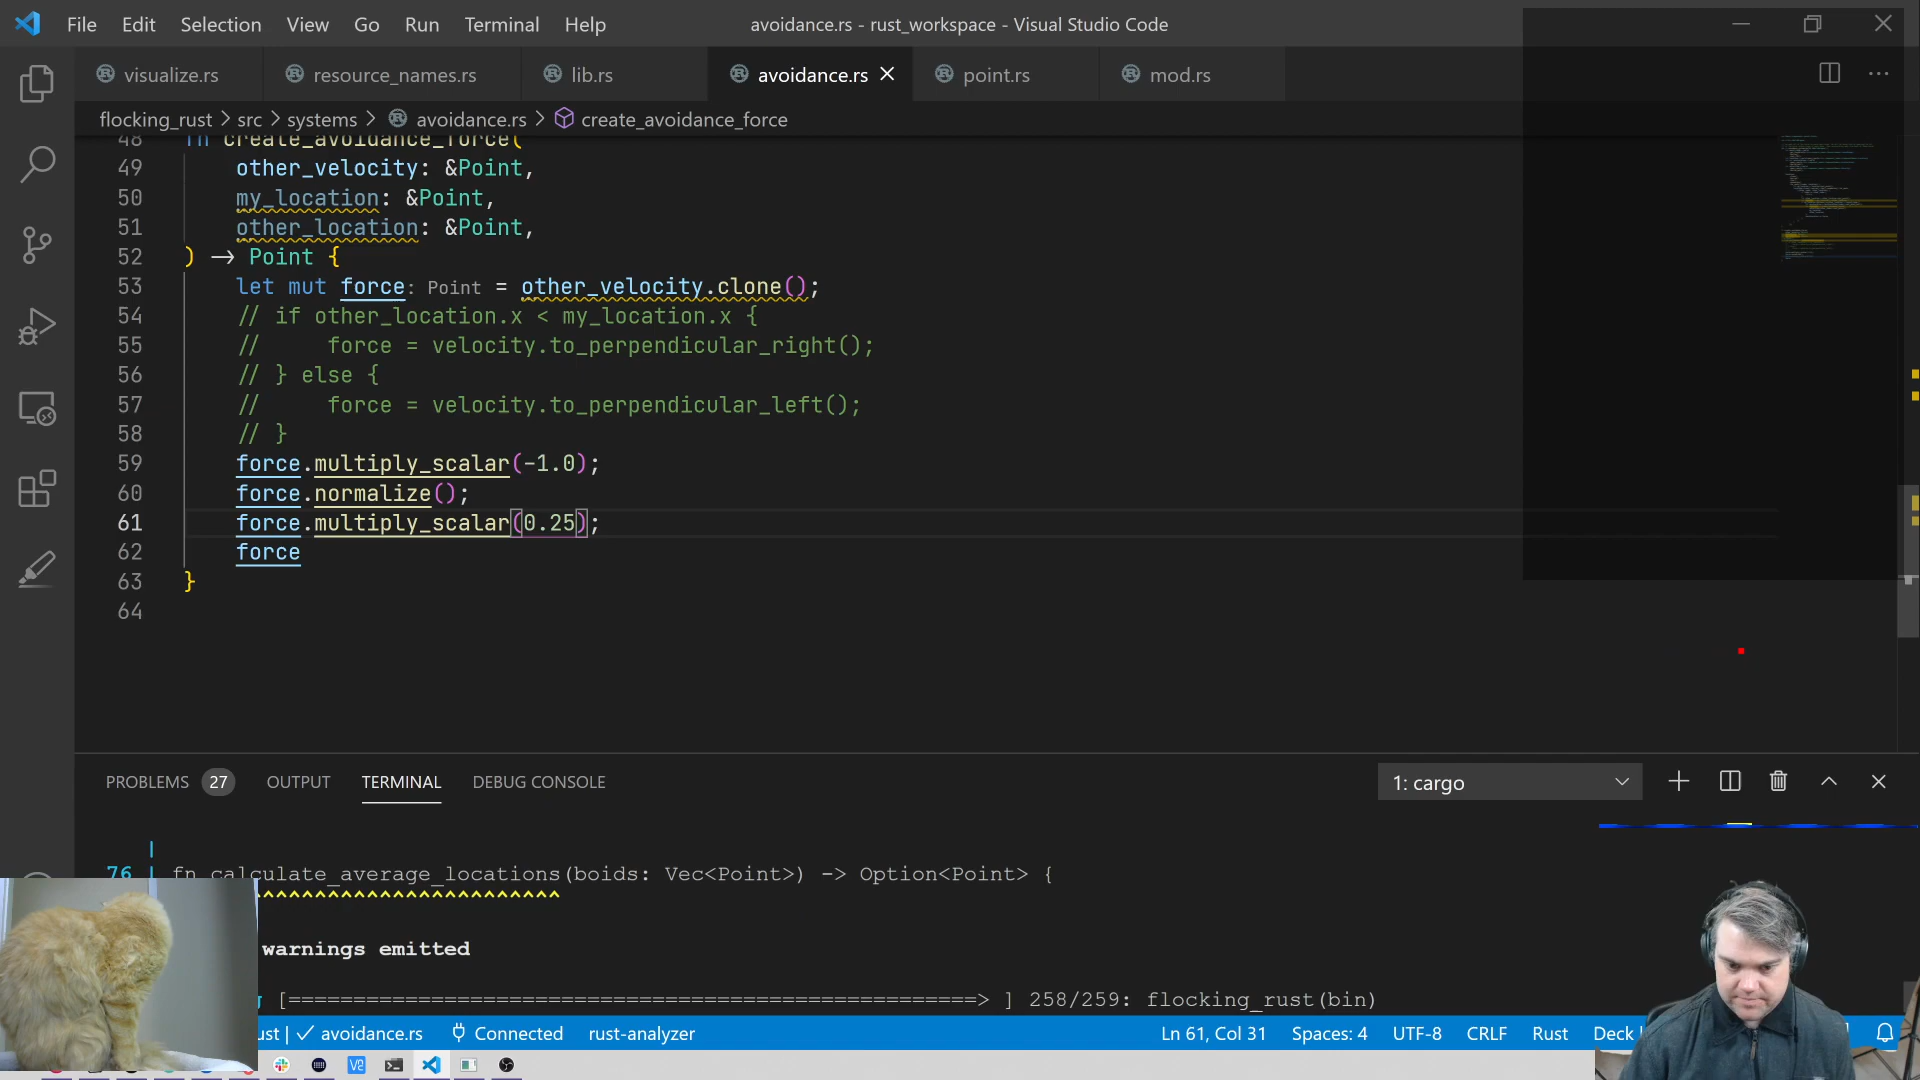 File Edit Selection View Go Run Terminal Help avoidance.rs - rust_workspace - Visual Studio Code
visualize.rs resource_names.rs lib.rs avoidance.rs point.rs mod.rs
flocking_rust > src > systems > avoidance.rs > create_avoidance_force
48 fn create_avoidance_force(
49 other_velocity: &Point,
50 my_location: &Point,
51 other_location: &Point,
52 ) -> Point {
53 let mut force: Point = other_velocity.clone();
54 // if other_location.x < my_location.x {
55 //     force = velocity.to_perpendicular_right();
56 // } else {
57 //     force = velocity.to_perpendicular_left();
58 // }
59 force.multiply_scalar(-1.0);
60 force.normalize();
61 force.multiply_scalar(0.25);
62 force
63 }
64
PROBLEMS 27 OUTPUT TERMINAL DEBUG CONSOLE 1: cargo
|
76 | fn calculate_average_locations(boids: Vec<Point>) -> Option<Point> {
^^^^^^^^^^^^^^^^^^^^^^^
warnings emitted
[=====================================================> ] 258/259: flocking_rust(bin)
ust | ✓ avoidance.rs Connected rust-analyzer Ln 61, Col 31 Spaces: 4 UTF-8 CRLF Rust Deck